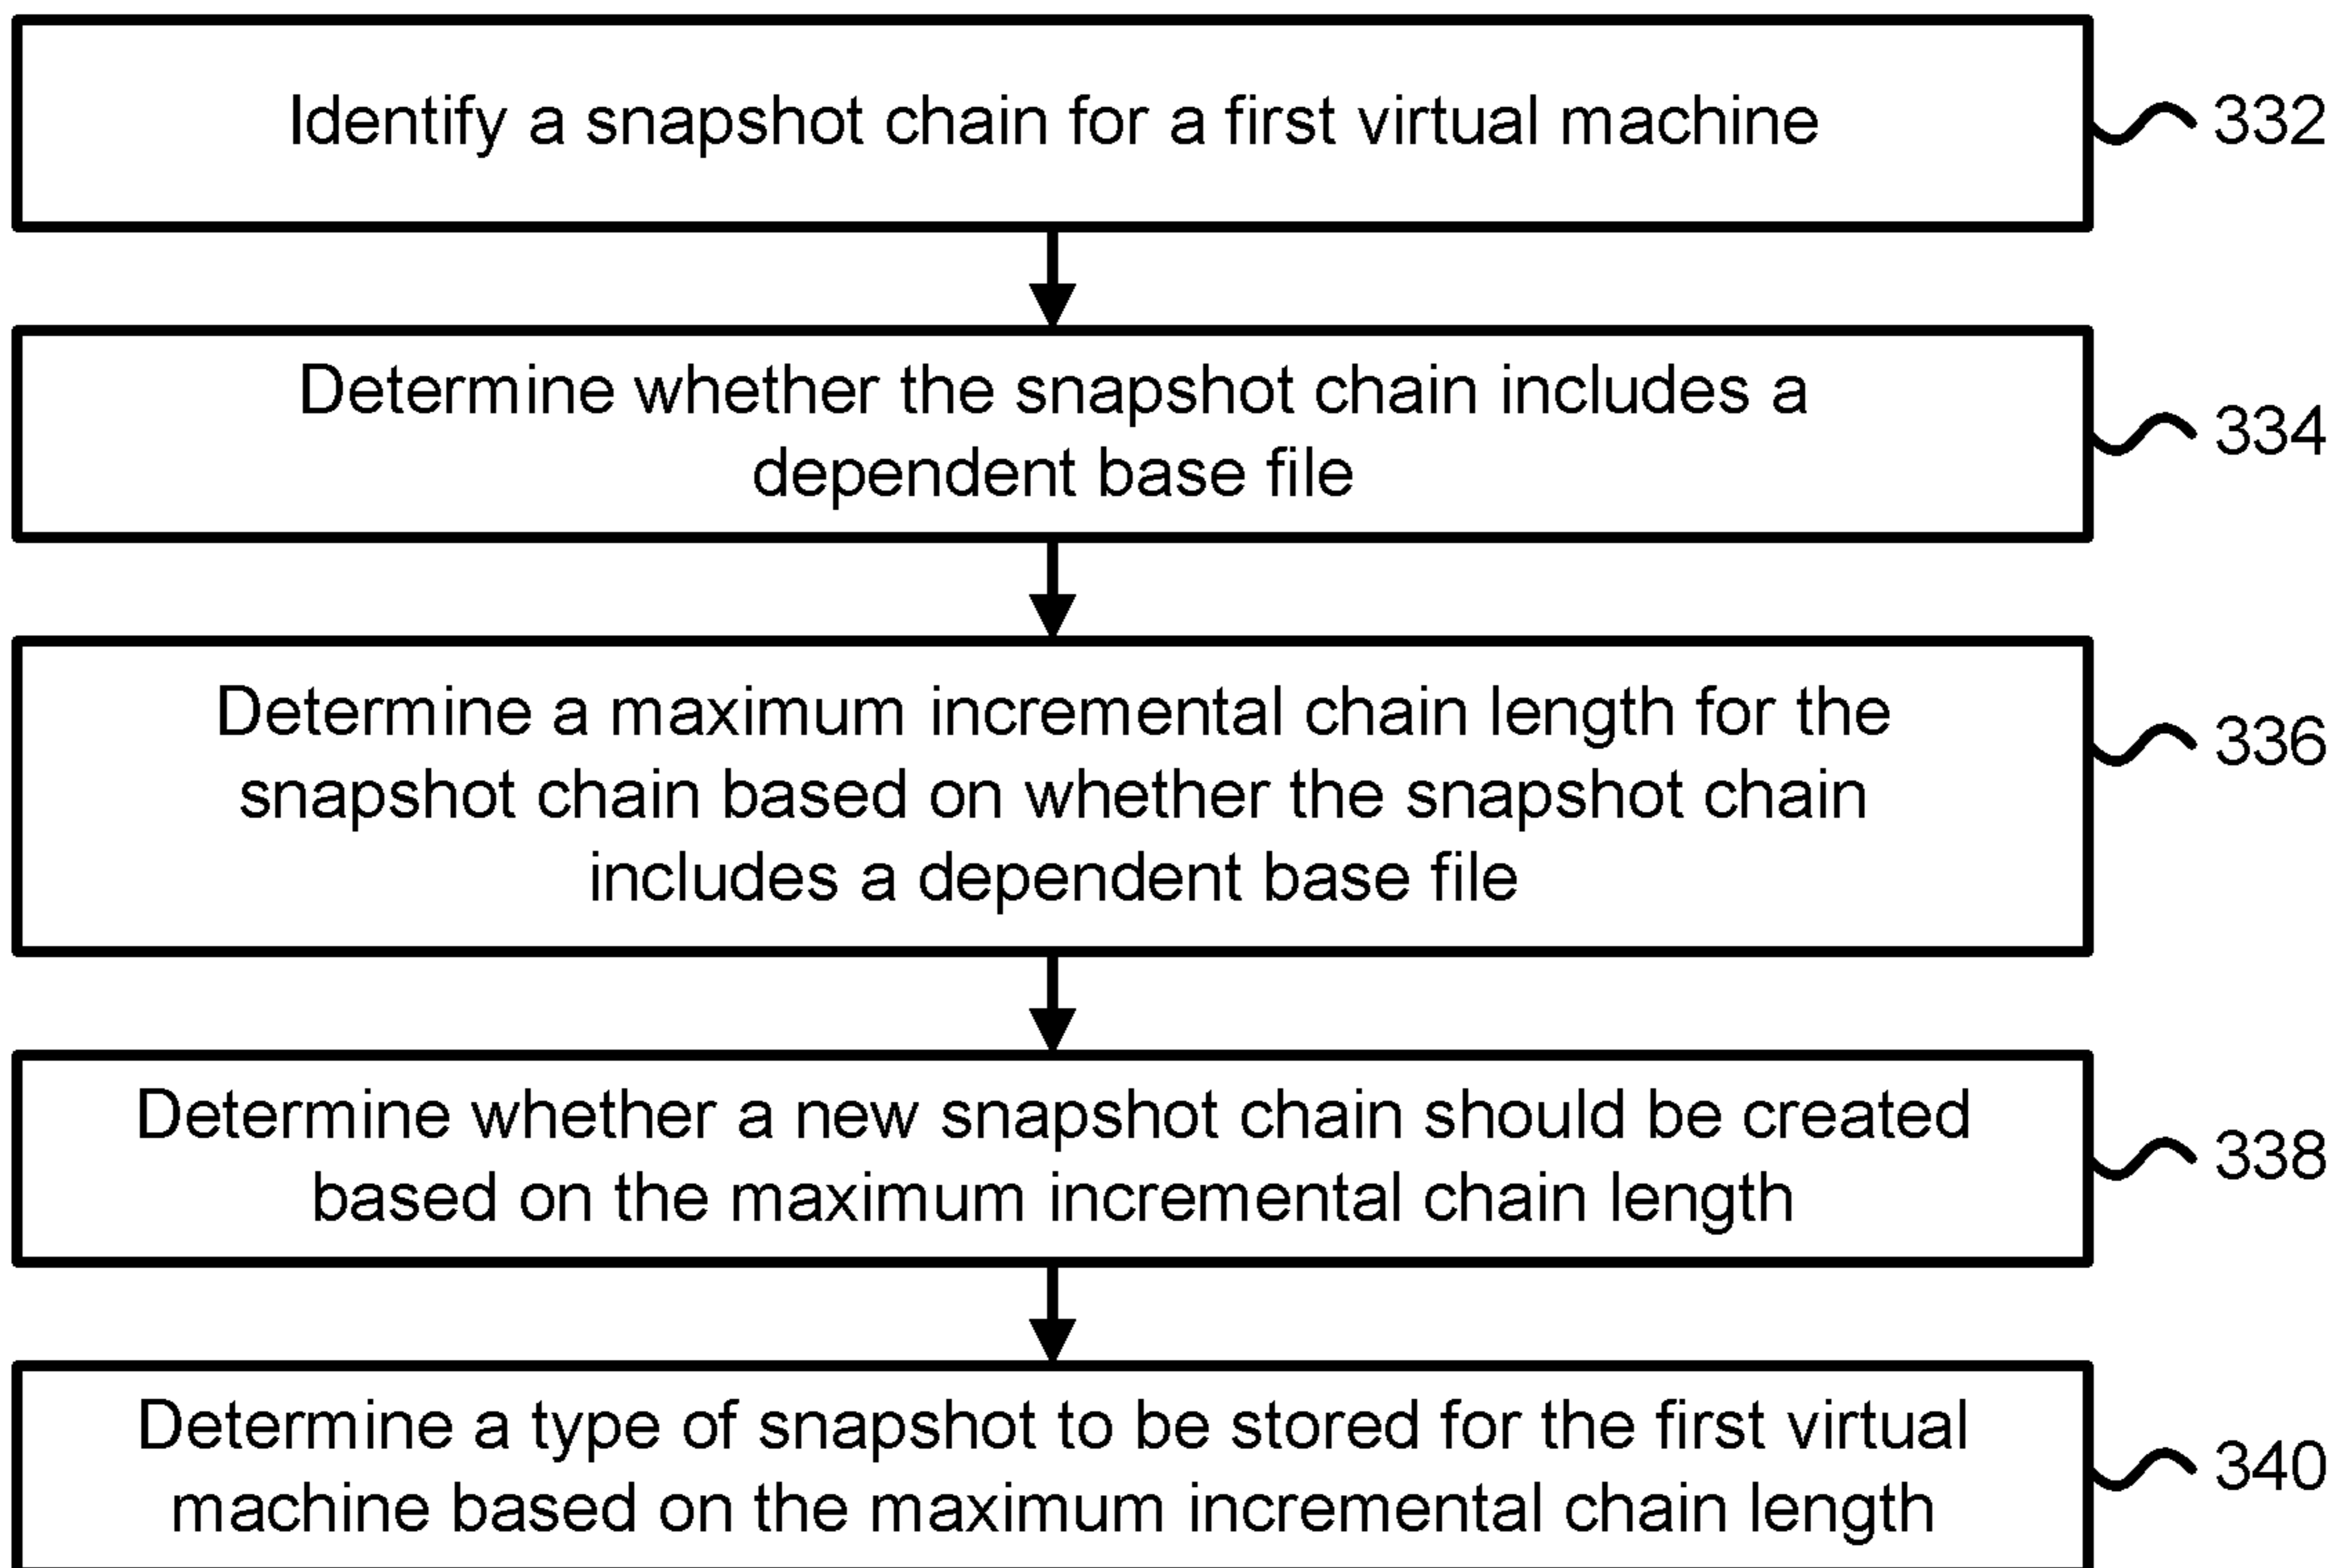 Identify a snapshot chain for a first virtual machine
332
Determine whether the snapshot chain includes a
dependent base file
334
Determine a maximum incremental chain length for the
snapshot chain based on whether the snapshot chain
includes a dependent base file
336
Determine whether a new snapshot chain should be created
based on the maximum incremental chain length
338
Determine a type of snapshot to be stored for the first virtual
machine based on the maximum incremental chain length
340